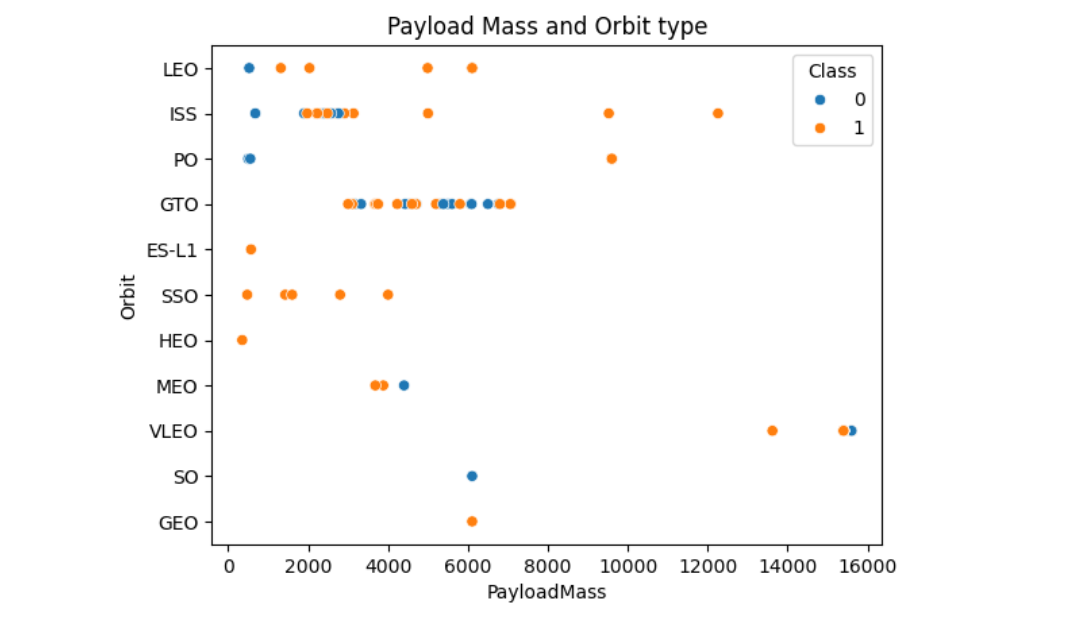 Payload Mass and Orbit type
Class
0
1
Orbit
LEO
ISS
PO
GTO
ES-L1
SSO
HEO
MEO
VLEO
SO
GEO
0 2000 4000 6000 8000 10000 12000 14000 16000
PayloadMass